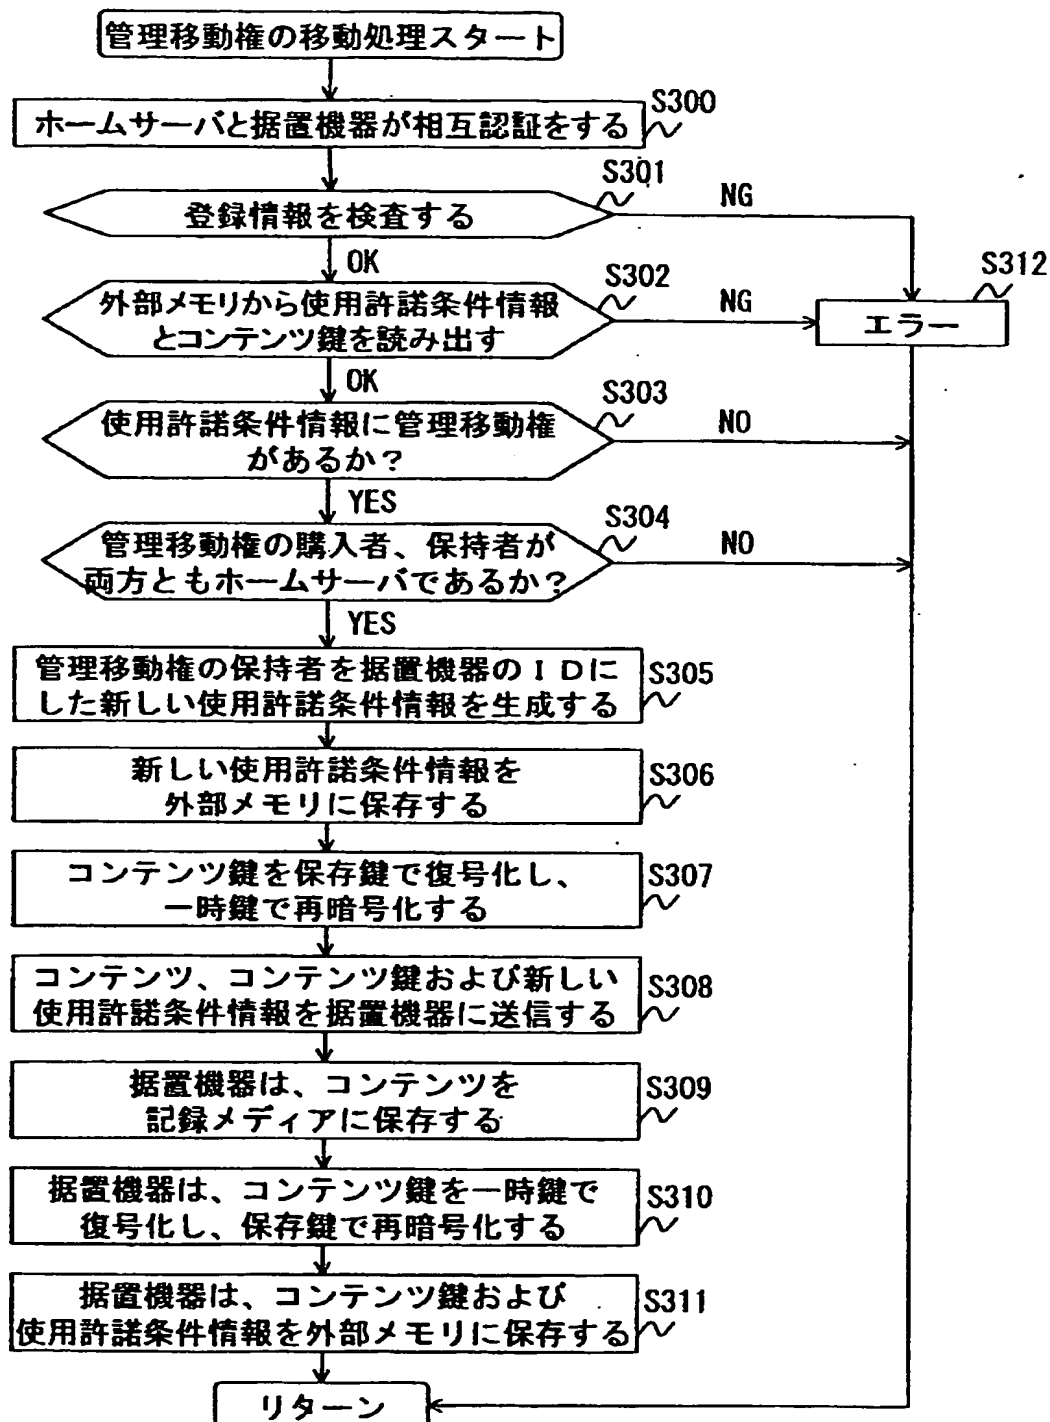 管理移動権の移動処理スタート
S300
ホームサーバと据置機器が相互認証をする
S301
登録情報を検査する
NG
OK
S302
外部メモリから使用許諾条件情報
とコンテンツ鍵を読み出す
NG
S312
エラー
OK
S303
使用許諾条件情報に管理移動権
があるか?
NO
YES
S304
管理移動権の購入者、保持者が
両方ともホームサーバであるか?
NO
YES
管理移動権の保持者を据置機器のIDに
した新しい使用許諾条件情報を生成する
S305
新しい使用許諾条件情報を
外部メモリに保存する
S306
コンテンツ鍵を保存鍵で復号化し、
一時鍵で再暗号化する
S307
コンテンツ、コンテンツ鍵および新しい
使用許諾条件情報を据置機器に送信する
S308
据置機器は、コンテンツを
記録メディアに保存する
S309
据置機器は、コンテンツ鍵を一時鍵で
復号化し、保存鍵で再暗号化する
S310
据置機器は、コンテンツ鍵および
使用許諾条件情報を外部メモリに保存する
S311
リターン